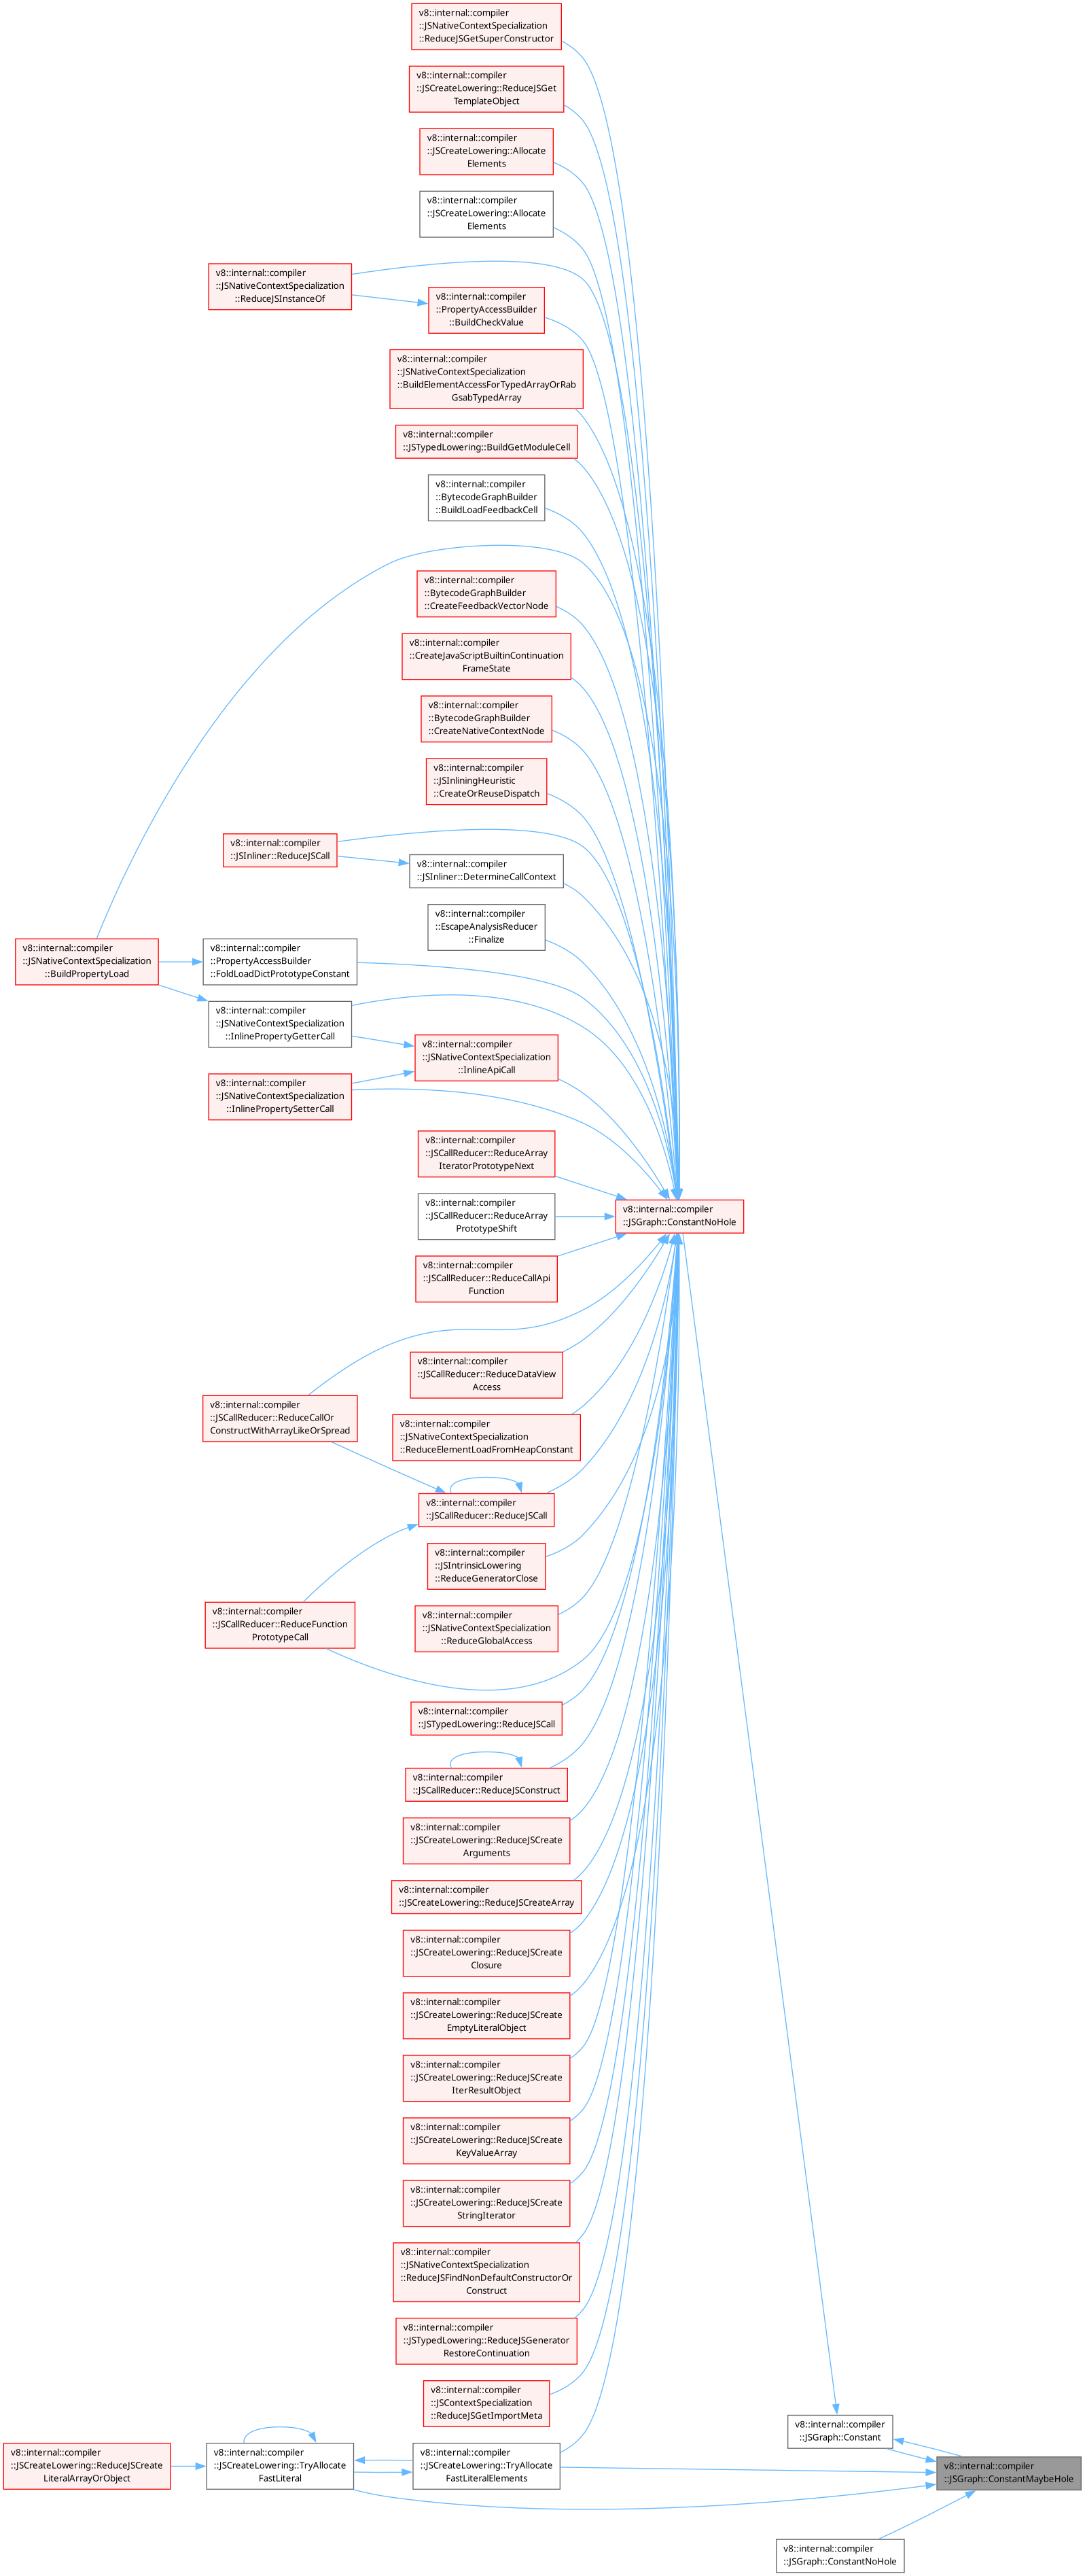 v8::internal::compiler
::JSNativeContextSpecialization
::ReduceJSGetSuperConstructor
v8::internal::compiler
::JSCreateLowering::ReduceJSGet
TemplateObject
v8::internal::compiler
::JSCreateLowering::Allocate
Elements
v8::internal::compiler
::JSCreateLowering::Allocate
Elements
v8::internal::compiler
::JSNativeContextSpecialization
::ReduceJSInstanceOf
v8::internal::compiler
::PropertyAccessBuilder
::BuildCheckValue
v8::internal::compiler
::JSNativeContextSpecialization
::BuildElementAccessForTypedArrayOrRab
GsabTypedArray
v8::internal::compiler
::JSTypedLowering::BuildGetModuleCell
v8::internal::compiler
::BytecodeGraphBuilder
::BuildLoadFeedbackCell
v8::internal::compiler
::BytecodeGraphBuilder
::CreateFeedbackVectorNode
v8::internal::compiler
::CreateJavaScriptBuiltinContinuation
FrameState
v8::internal::compiler
::BytecodeGraphBuilder
::CreateNativeContextNode
v8::internal::compiler
::JSInliningHeuristic
::CreateOrReuseDispatch
v8::internal::compiler
::JSInliner::ReduceJSCall
v8::internal::compiler
::JSInliner::DetermineCallContext
v8::internal::compiler
::EscapeAnalysisReducer
::Finalize
v8::internal::compiler
::JSNativeContextSpecialization
::BuildPropertyLoad
v8::internal::compiler
::PropertyAccessBuilder
::FoldLoadDictPrototypeConstant
v8::internal::compiler
::JSNativeContextSpecialization
::InlinePropertyGetterCall
v8::internal::compiler
::JSNativeContextSpecialization
::InlineApiCall
v8::internal::compiler
::JSNativeContextSpecialization
::InlinePropertySetterCall
v8::internal::compiler
::JSCallReducer::ReduceArray
IteratorPrototypeNext
v8::internal::compiler
::JSCallReducer::ReduceArray
PrototypeShift
v8::internal::compiler
::JSGraph::ConstantNoHole
v8::internal::compiler
::JSCallReducer::ReduceCallApi
Function
v8::internal::compiler
::JSCallReducer::ReduceDataView
Access
v8::internal::compiler
::JSCallReducer::ReduceCallOr
ConstructWithArrayLikeOrSpread
v8::internal::compiler
::JSNativeContextSpecialization
::ReduceElementLoadFromHeapConstant
v8::internal::compiler
::JSCallReducer::ReduceJSCall
v8::internal::compiler
::JSIntrinsicLowering
::ReduceGeneratorClose
v8::internal::compiler
::JSCallReducer::ReduceFunction
PrototypeCall
v8::internal::compiler
::JSNativeContextSpecialization
::ReduceGlobalAccess
v8::internal::compiler
::JSTypedLowering::ReduceJSCall
v8::internal::compiler
::JSCallReducer::ReduceJSConstruct
v8::internal::compiler
::JSCreateLowering::ReduceJSCreate
Arguments
v8::internal::compiler
::JSCreateLowering::ReduceJSCreateArray
v8::internal::compiler
::JSCreateLowering::ReduceJSCreate
Closure
v8::internal::compiler
::JSCreateLowering::ReduceJSCreate
EmptyLiteralObject
v8::internal::compiler
::JSCreateLowering::ReduceJSCreate
IterResultObject
v8::internal::compiler
::JSCreateLowering::ReduceJSCreate
KeyValueArray
v8::internal::compiler
::JSCreateLowering::ReduceJSCreate
StringIterator
v8::internal::compiler
::JSNativeContextSpecialization
::ReduceJSFindNonDefaultConstructorOr
Construct
v8::internal::compiler
::JSTypedLowering::ReduceJSGenerator
RestoreContinuation
v8::internal::compiler
::JSContextSpecialization
::ReduceJSGetImportMeta
v8::internal::compiler
::JSGraph::Constant
v8::internal::compiler
::JSCreateLowering::ReduceJSCreate
LiteralArrayOrObject
v8::internal::compiler
::JSCreateLowering::TryAllocate
FastLiteral
v8::internal::compiler
::JSCreateLowering::TryAllocate
FastLiteralElements
v8::internal::compiler
::JSGraph::ConstantMaybeHole
v8::internal::compiler
::JSGraph::ConstantNoHole